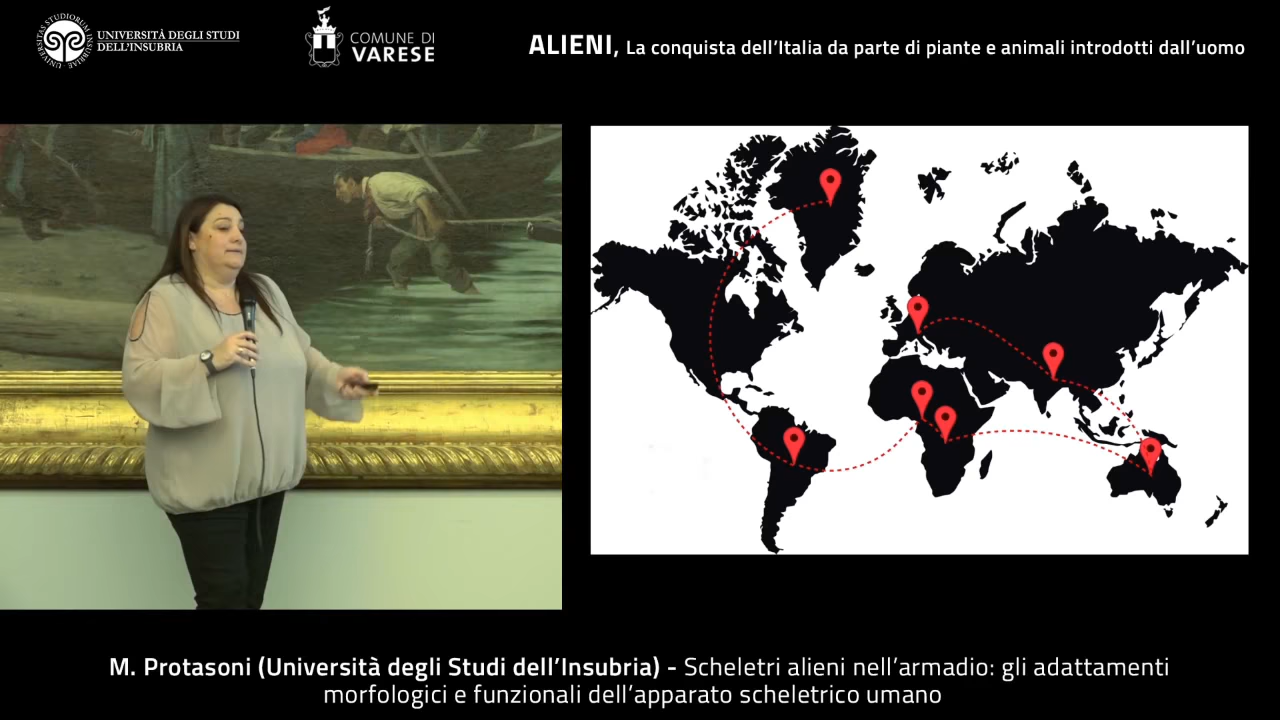 UNIVERSITÀ DEGLI STUDI
DELL'INSUBRIA
COMUNE DI
VARESE
ALIENI, La conquista dell'Italia da parte di piante e animali introdotti dall'uomo
M. Protasoni (Università degli Studi dell'Insubria) - Scheletri alieni nell'armadio: gli adattamenti
morfologici e funzionali dell'apparato scheletrico umano